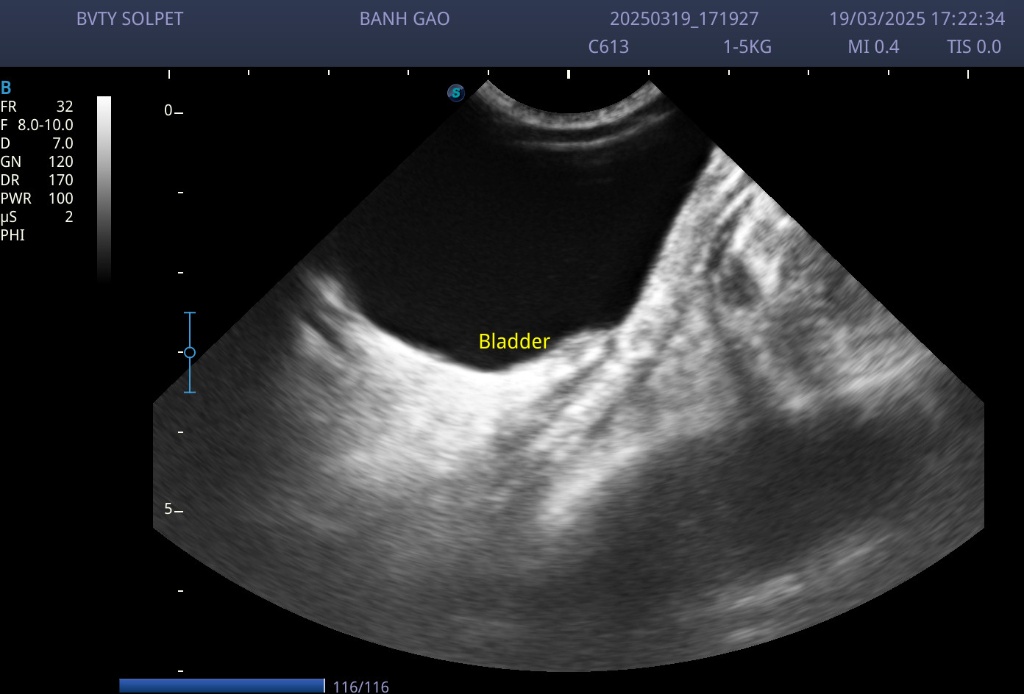 BVTY SOLPET BANH GAO 20250319_171927 19/03/2025 17:22:34
C613 1-5KG MI 0.4 TIS 0.0
B
FR 32
F 8.0-10.0
D 7.0
GN 120
DR 170
PWR 100
µS 2
PHI
S
0
Bladder
5
116/116